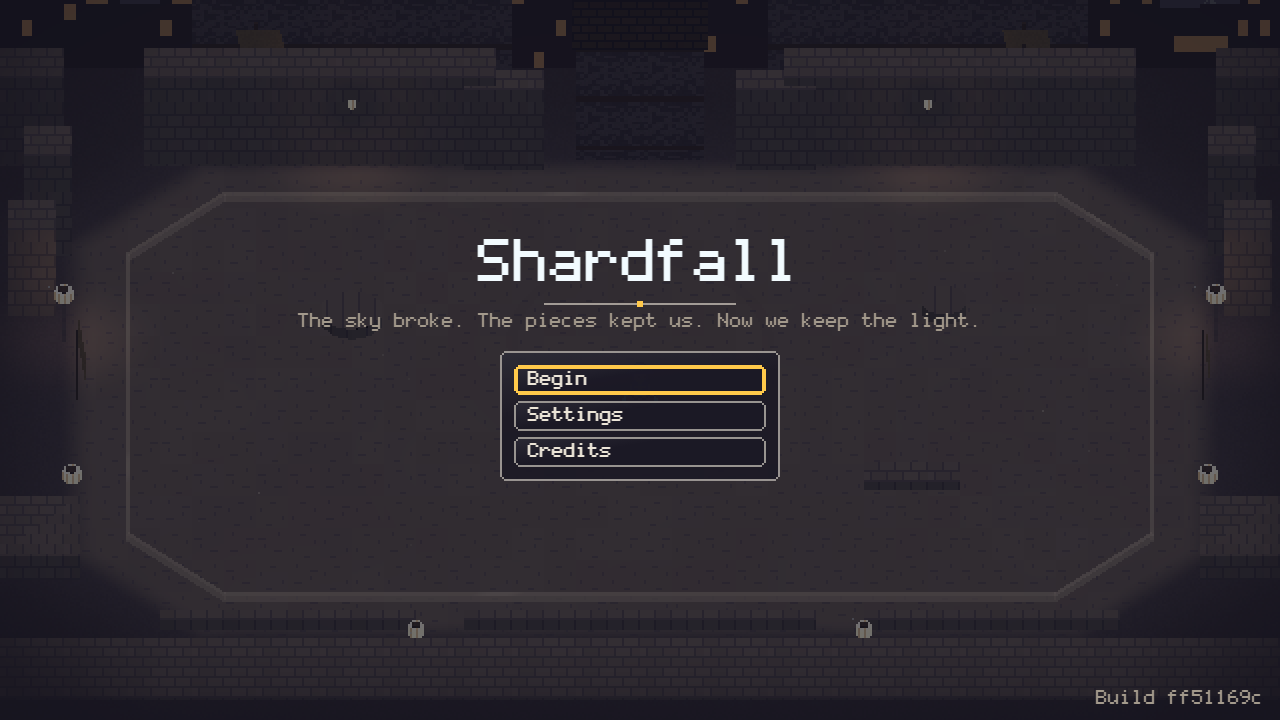 Shardfall
The sky broke. The pieces kept us. Now we keep the light.
Begin
Settings
Credits
Build ff51169c